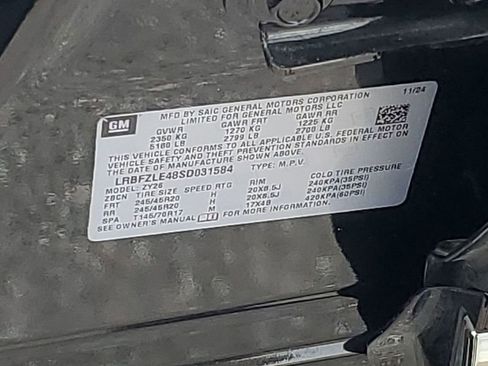 GM
MFD BY SAIC GENERAL MOTORS CORPORATION 11/24
LIMITED FOR GENERAL MOTORS LLC
GVWR GAWR FRT GAWR RR
2350 KG 1270 KG 1225 KG
5180 LB 2799 LB 2700 LB
THIS VEHICLE CONFORMS TO ALL APPLICABLE U.S. FEDERAL MOTOR
VEHICLE SAFETY AND THEFT PREVENTION STANDARDS IN EFFECT ON
THE DATE OF MANUFACTURE SHOWN ABOVE.
LRBFZLE48SD031584 TYPE: M.P.V.
MODEL: ZY26
ZBCN TIRE SIZE SPEED RTG RIM COLD TIRE PRESSURE
FRT 245/45R20 H 20X8.5J 240KPA(35PSI)
RR 245/45R20 H 20X8.5J 240KPA(35PSI)
SPA T145/70R17 M 17X4B 420KPA(60PSI)
SEE OWNER'S MANUAL FOR MORE INFORMATION.